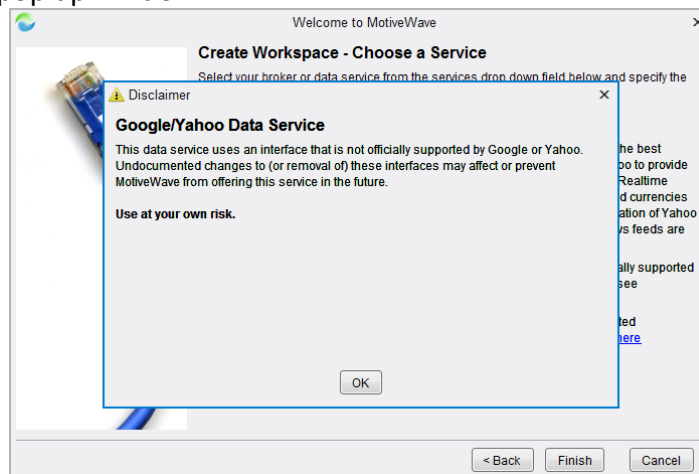 Welcome to MotiveWave
Create Workspace - Choose a Service
Select your broker or data service from the services drop down field below and specify the
Disclaimer
Google/Yahoo Data Service
This data service uses an interface that is not officially supported by Google or Yahoo.
Undocumented changes to (or removal of) these interfaces may affect or prevent
MotiveWave from offering this service in the future.
Use at your own risk.
he best
oo to provide
Realtime
d currencies
ation of Yahoo
vs feeds are
ally supported
see
ted
here
OK
< Back
Finish
Cancel